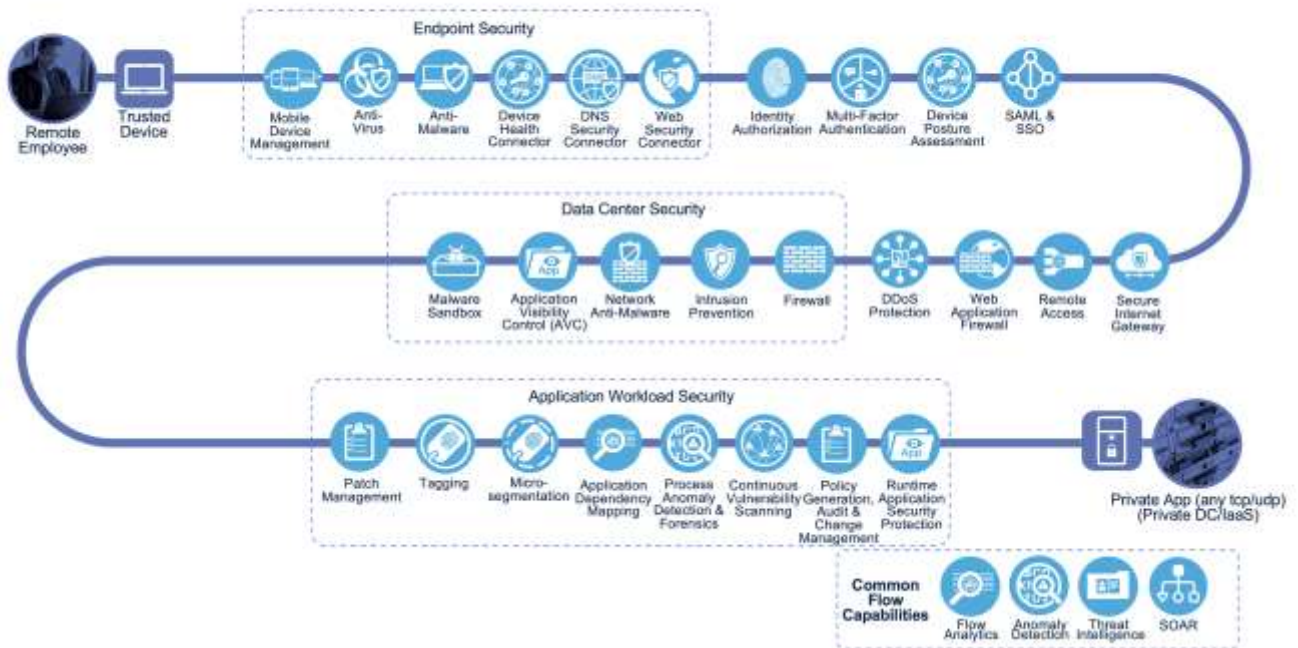 Endpoint Security
Remote
Employee
Trusted
Device
Mobile
Device
Management
Anti-
Virus
Anti-
Malware
Device
Health
Connector
DNS
Security
Connector
Web
Security
Connector
Identity
Authorization
Multi-Factor
Authentication
Device
Posture
Assessment
SAML &
SSO
Data Center Security
Malware
Sandbox
App
Application
Visibility
Control (AVC)
Network
Anti-Malware
Intrusion
Prevention
Firewall
DDoS
Protection
Web
Application
Firewall
Remote
Access
Secure
Internet
Gateway
Application Workload Security
Patch
Management
Tagging
Micro-
segmentation
Application
Dependency
Mapping
Process
Anomaly
Detection &
Forensics
Continuous
Vulnerability
Scanning
Policy
Generation,
Audit &
Change
Management
App
Runtime
Application
Security
Protection
Private App (any tcp/udp)
(Private DC/IaaS)
Common
Flow
Capabilities
Flow
Analytics
Anomaly
Detection
Threat
Intelligence
SOAR